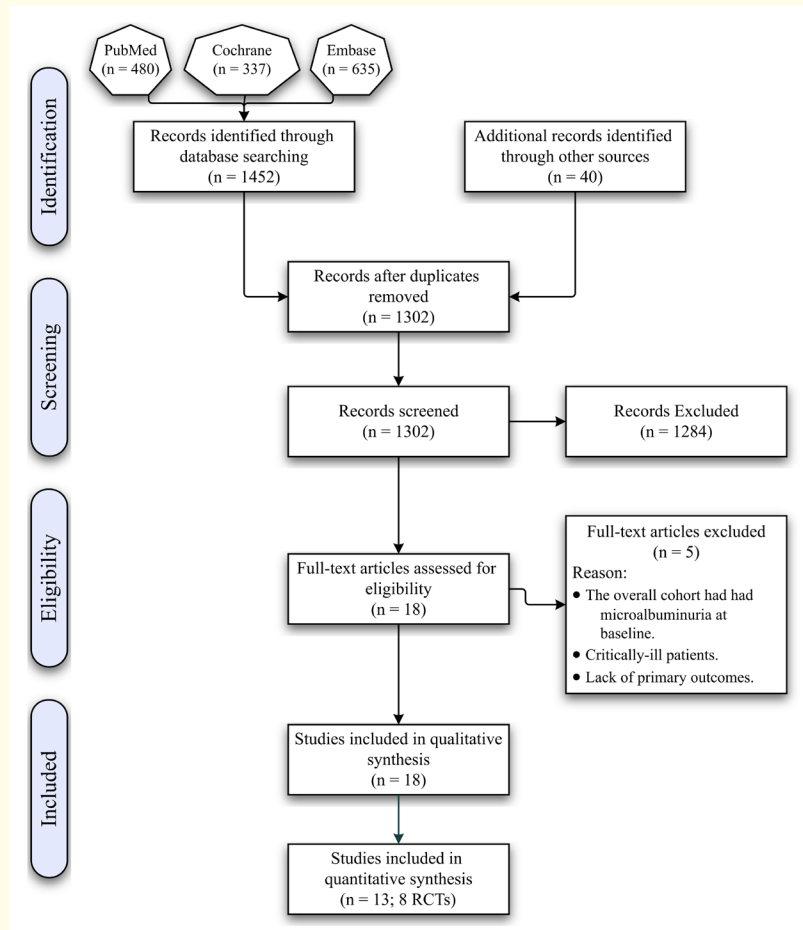 PubMed
(n = 480)
Cochrane
(n = 337)
Embase
(n = 635)
Identification
Records identified through
database searching
(n = 1452)
Additional records identified
through other sources
(n = 40)
Records after duplicates
removed
(n = 1302)
Screening
Records screened
(n = 1302)
Records Excluded
(n = 1284)
Eligibility
Full-text articles assessed for
eligibility
(n = 18)
Full-text articles excluded
(n = 5)
Reason:
● The overall cohort had had
microalbuminuria at
baseline.
● Critically-ill patients.
● Lack of primary outcomes.
Included
Studies included in qualitative
synthesis
(n = 18)
Studies included in
quantitative synthesis
(n = 13; 8 RCTs)